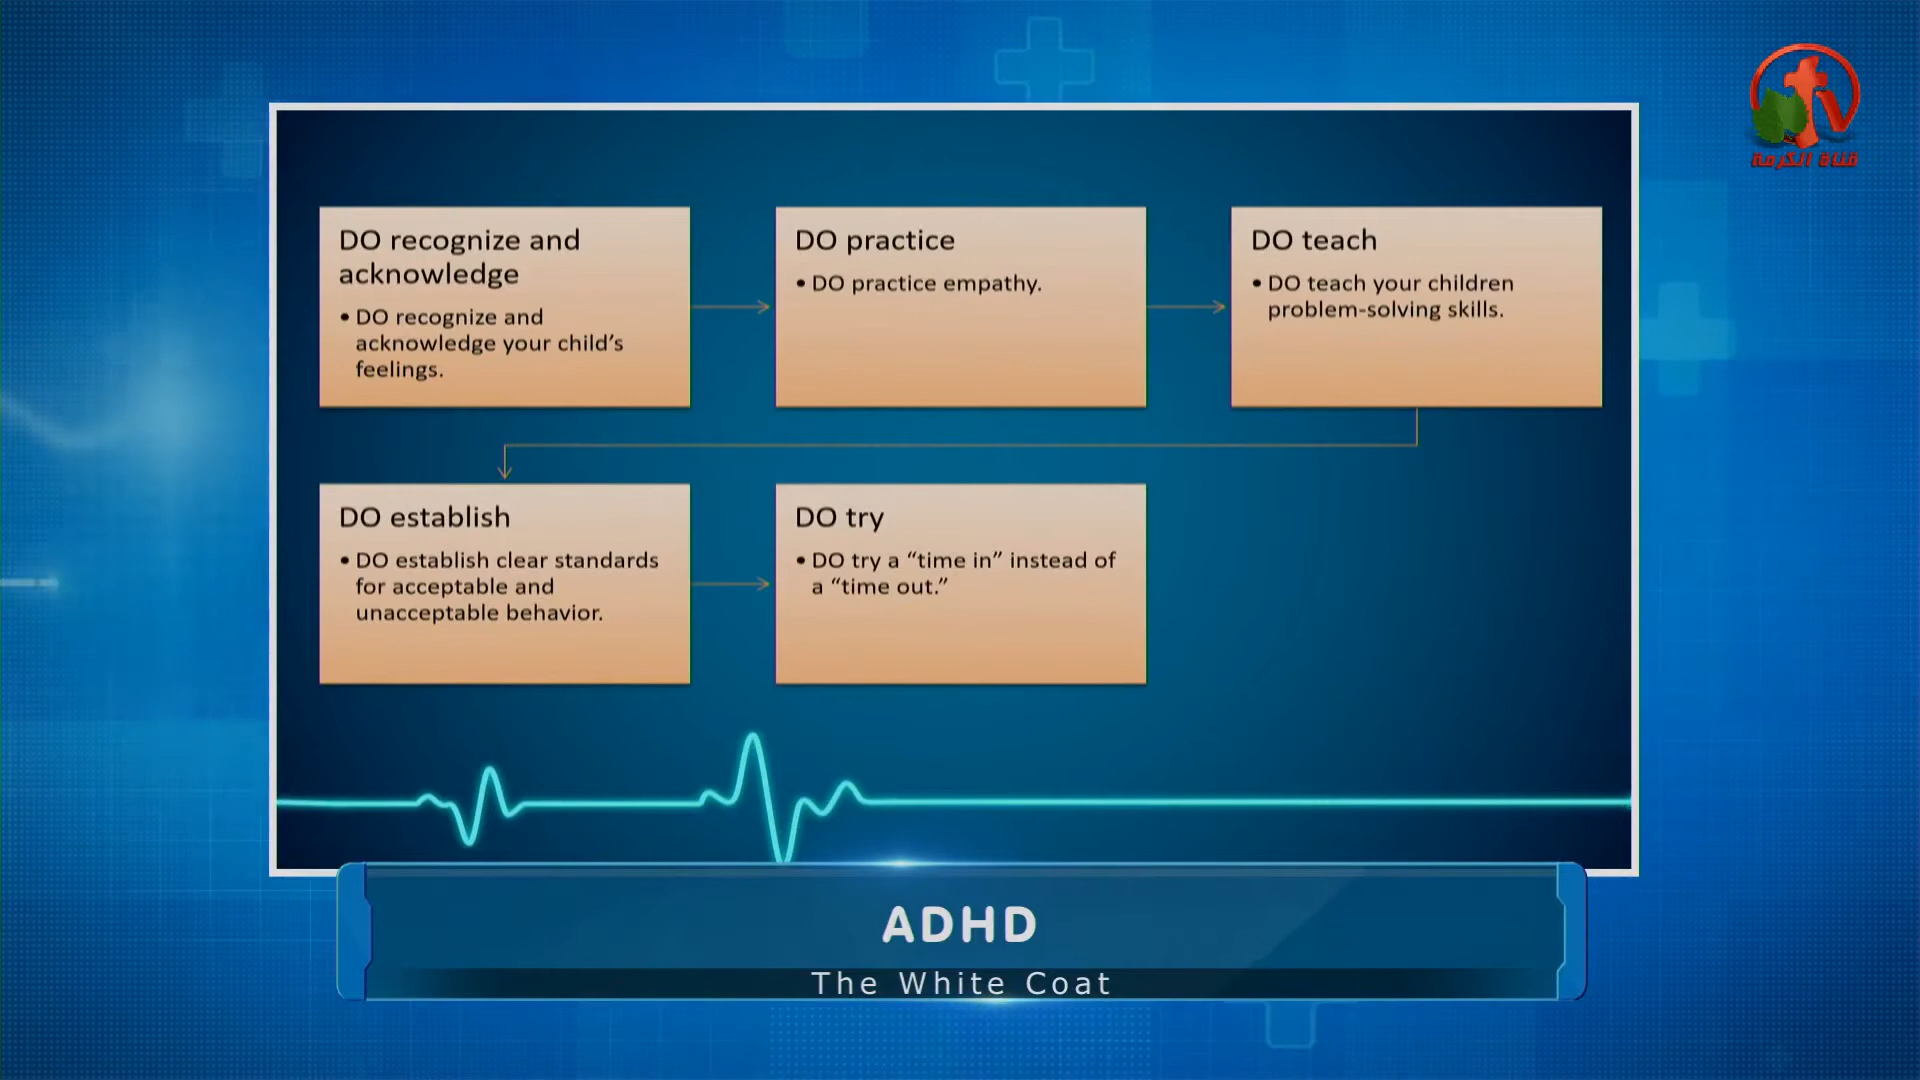 قناة الكرمة
DO recognize and
acknowledge
• DO recognize and
acknowledge your child’s
feelings.
DO practice
• DO practice empathy.
DO teach
• DO teach your children
problem-solving skills.
DO establish
• DO establish clear standards
for acceptable and
unacceptable behavior.
DO try
• DO try a “time in” instead of
a “time out.”
ADHD
The White Coat